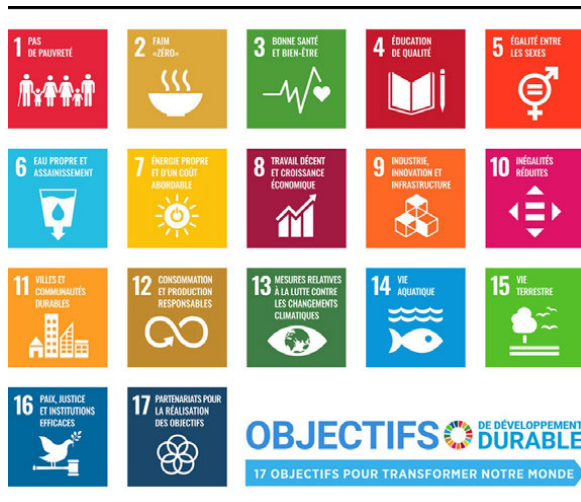 1 PAS
DE PAUVRETÉ
2 FAIM
«ZÉRO»
3 BONNE SANTÉ
ET BIEN-ÊTRE
4 ÉDUCATION
DE QUALITÉ
5 ÉGALITÉ ENTRE
LES SEXES
6 EAU PROPRE ET
ASSAINISSEMENT
7 ÉNERGIE PROPRE
ET D'UN COÛT
ABORDABLE
8 TRAVAIL DÉCENT
ET CROISSANCE
ÉCONOMIQUE
9 INDUSTRIE,
INNOVATION ET
INFRASTRUCTURE
10 INÉGALITÉS
RÉDUITES
11 VILLES ET
COMMUNAUTÉS
DURABLES
12 CONSOMMATION
ET PRODUCTION
RESPONSABLES
13 MESURES RELATIVES
À LA LUTTE CONTRE
LES CHANGEMENTS
CLIMATIQUES
14 VIE
AQUATIQUE
15 VIE
TERRESTRE
16 PAIX, JUSTICE
ET INSTITUTIONS
EFFICACES
17 PARTENARIATS POUR
LA RÉALISATION
DES OBJECTIFS
OBJECTIFS DE DÉVELOPPEMENT
DURABLE
17 OBJECTIFS POUR TRANSFORMER NOTRE MONDE